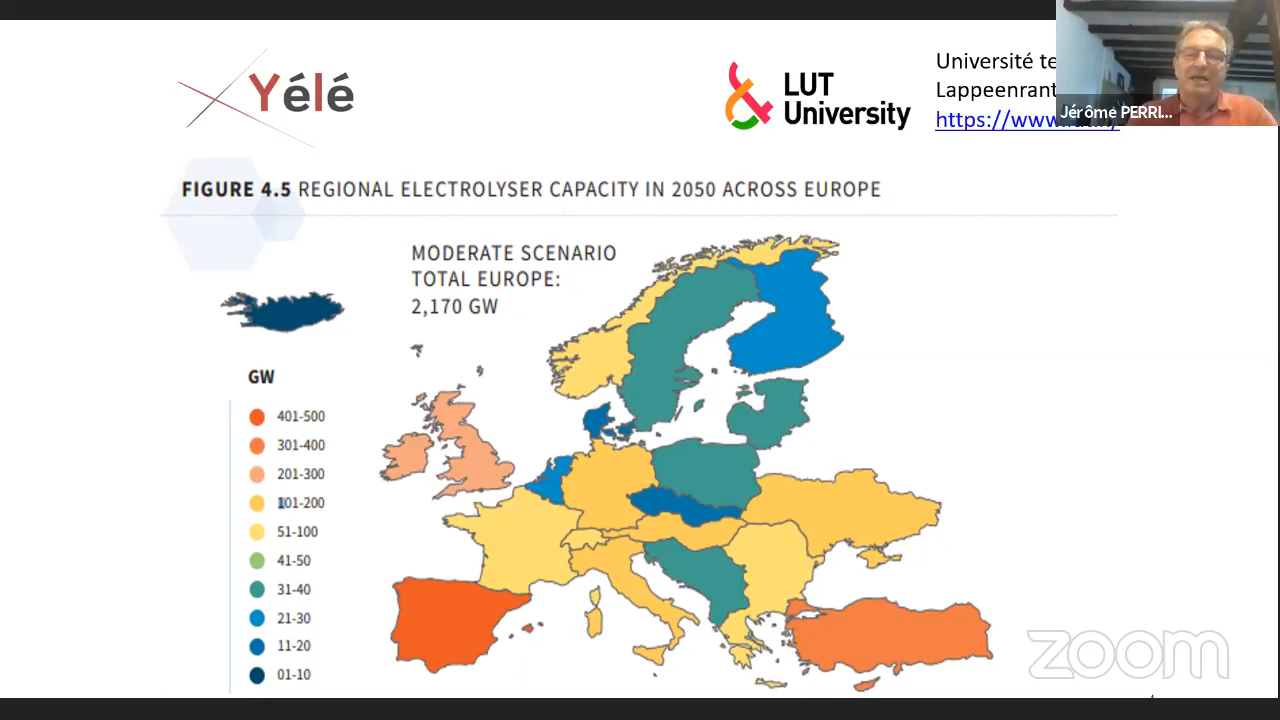 Yélé
LUT
University
Université
Lappeenrant
https://www
Jérôme PERRI...
FIGURE 4.5 REGIONAL ELECTROLYSER CAPACITY IN 2050 ACROSS EUROPE
MODERATE SCENARIO
TOTAL EUROPE:
2,170 GW
GW
401-500
301-400
201-300
101-200
51-100
41-50
31-40
21-30
11-20
01-10
zoom